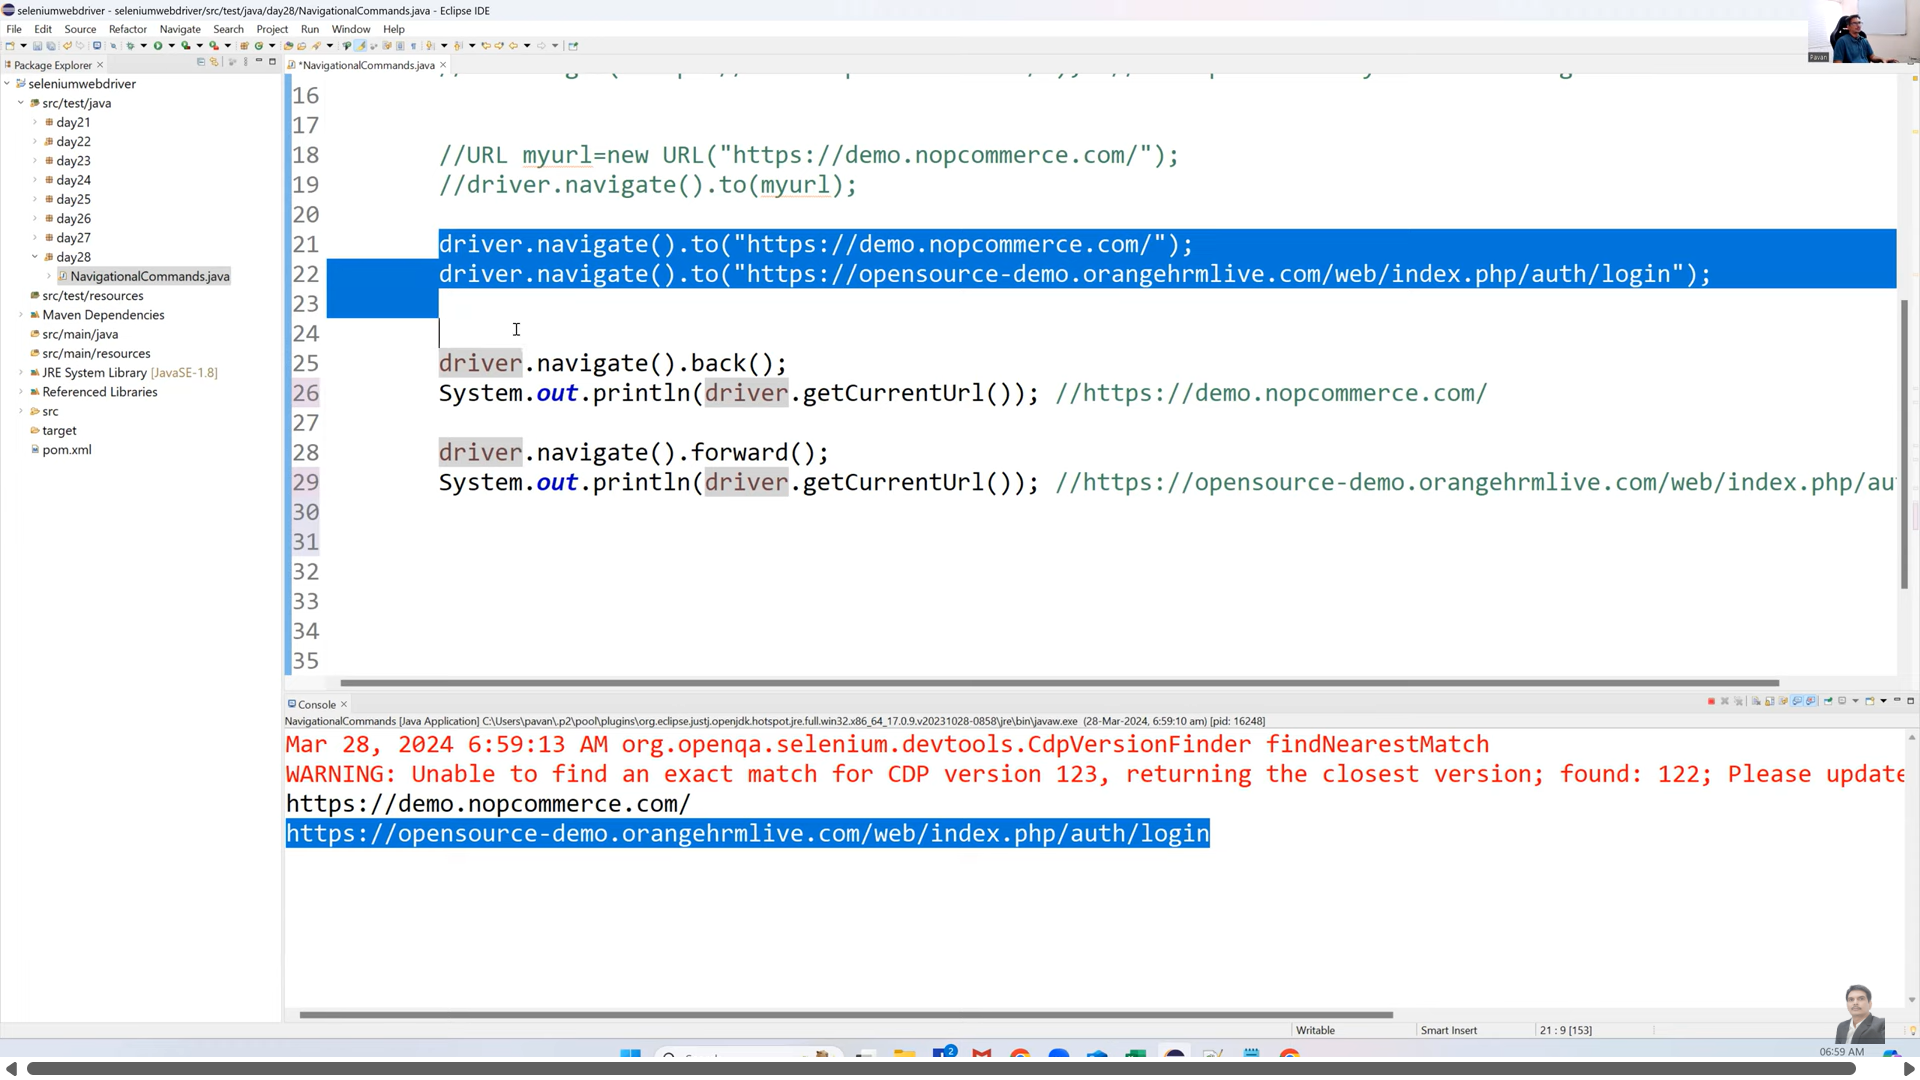 seleniumwebdriver - seleniumwebdriver/src/test/java/day28/NavigationalCommands.java - Eclipse IDE
File Edit Source Refactor Navigate Search Project Run Window Help
Pavan
Package Explorer
*NavigationalCommands.java
seleniumwebdriver
src/test/java
day21
day22
day23
day24
day25
day26
day27
day28
NavigationalCommands.java
src/test/resources
Maven Dependencies
src/main/java
src/main/resources
JRE System Library [JavaSE-1.8]
Referenced Libraries
src
target
pom.xml
16
17
18 //URL myurl=new URL("https://demo.nopcommerce.com/");
19 //driver.navigate().to(myurl);
20
21 driver.navigate().to("https://demo.nopcommerce.com/");
22 driver.navigate().to("https://opensource-demo.orangehrmlive.com/web/index.php/auth/login");
23
24
25 driver.navigate().back();
26 System.out.println(driver.getCurrentUrl()); //https://demo.nopcommerce.com/
27
28 driver.navigate().forward();
29 System.out.println(driver.getCurrentUrl()); //https://opensource-demo.orangehrmlive.com/web/index.php/au
30
31
32
33
34
35
Console
NavigationalCommands [Java Application] C:\Users\pavan\.p2\pool\plugins\org.eclipse.justj.openjdk.hotspot.jre.full.win32.x86_64_17.0.9.v20231028-0858\jre\bin\javaw.exe (28-Mar-2024, 6:59:10 am) [pid: 16248]
Mar 28, 2024 6:59:13 AM org.openqa.selenium.devtools.CdpVersionFinder findNearestMatch
WARNING: Unable to find an exact match for CDP version 123, returning the closest version; found: 122; Please update
https://demo.nopcommerce.com/
https://opensource-demo.orangehrmlive.com/web/index.php/auth/login
Writable Smart Insert 21 : 9 [153]
2
06:59 AM